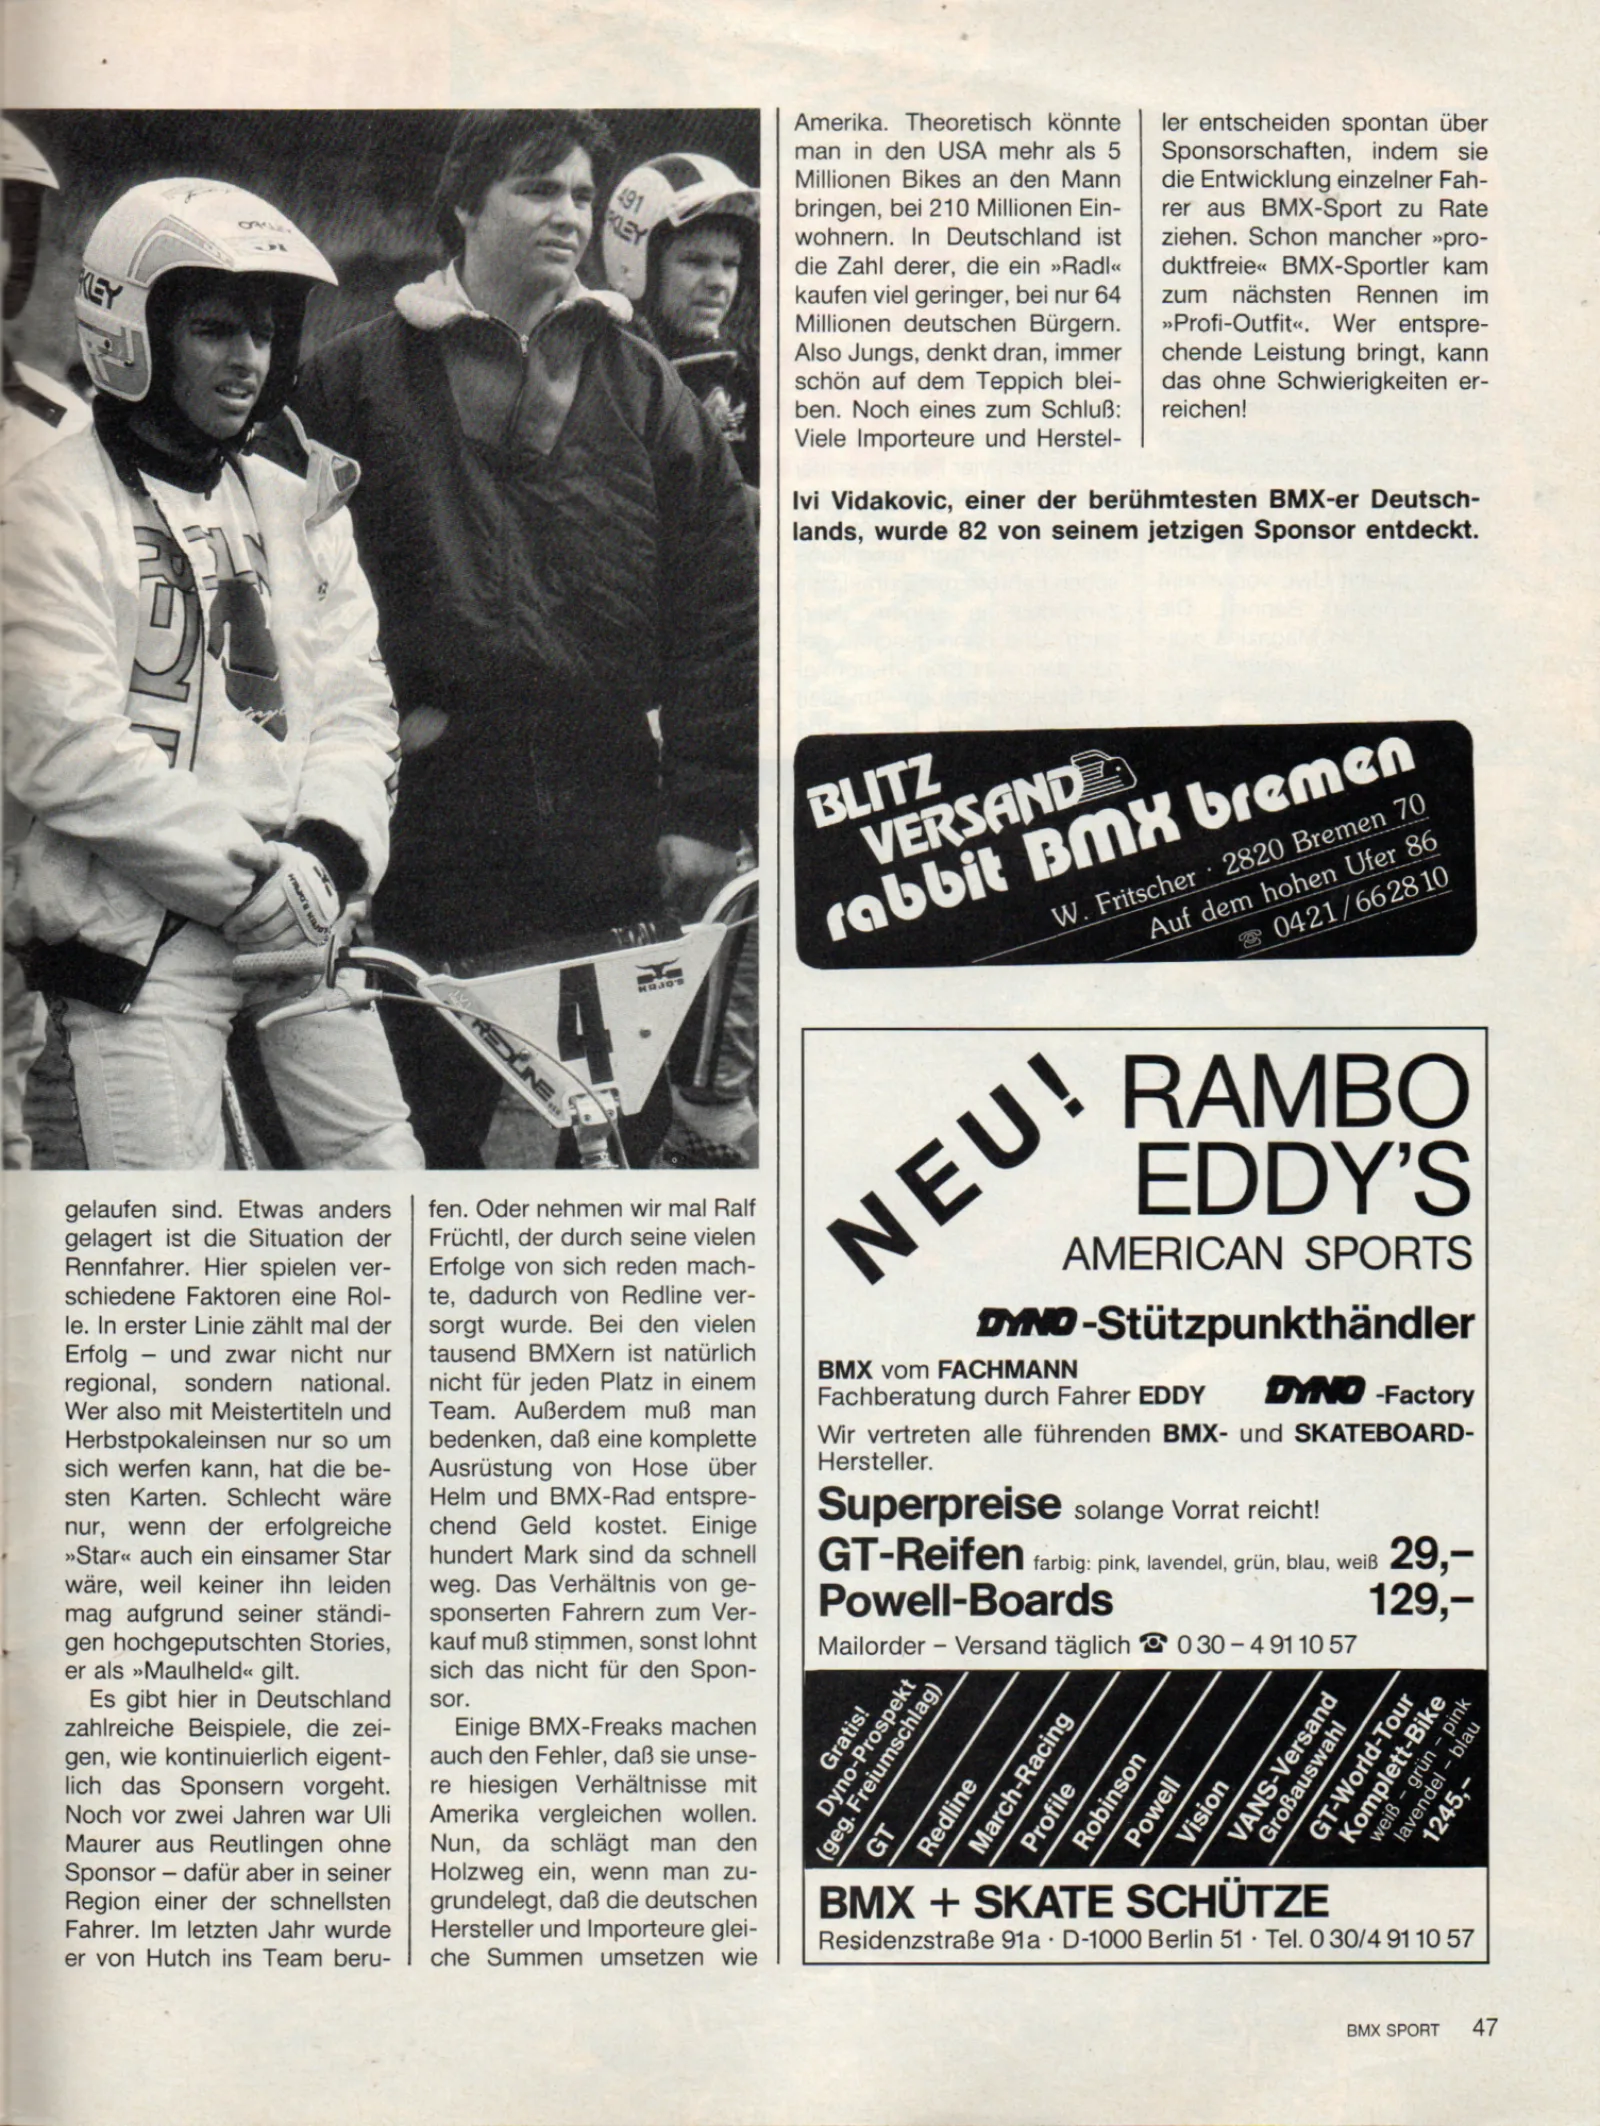 OAKLEY
491
KLEY
REDLINE
4
HAJO'S
gelaufen sind. Etwas anders
gelagert ist die Situation der
Rennfahrer. Hier spielen ver-
schiedene Faktoren eine Rol-
le. In erster Linie zählt mal der
Erfolg – und zwar nicht nur
regional, sondern national.
Wer also mit Meistertiteln und
Herbstpokaleinsen nur so um
sich werfen kann, hat die be-
sten Karten. Schlecht wäre
nur, wenn der erfolgreiche
»Star« auch ein einsamer Star
wäre, weil keiner ihn leiden
mag aufgrund seiner ständi-
gen hochgeputschten Stories,
er als »Maulheld« gilt.
Es gibt hier in Deutschland
zahlreiche Beispiele, die zei-
gen, wie kontinuierlich eigent-
lich das Sponsern vorgeht.
Noch vor zwei Jahren war Uli
Maurer aus Reutlingen ohne
Sponsor – dafür aber in seiner
Region einer der schnellsten
Fahrer. Im letzten Jahr wurde
er von Hutch ins Team beru-
fen. Oder nehmen wir mal Ralf
Früchtl, der durch seine vielen
Erfolge von sich reden mach-
te, dadurch von Redline ver-
sorgt wurde. Bei den vielen
tausend BMXern ist natürlich
nicht für jeden Platz in einem
Team. Außerdem muß man
bedenken, daß eine komplette
Ausrüstung von Hose über
Helm und BMX-Rad entspre-
chend Geld kostet. Einige
hundert Mark sind da schnell
weg. Das Verhältnis von ge-
sponserten Fahrern zum Ver-
kauf muß stimmen, sonst lohnt
sich das nicht für den Spon-
sor.
Einige BMX-Freaks machen
auch den Fehler, daß sie unse-
re hiesigen Verhältnisse mit
Amerika vergleichen wollen.
Nun, da schlägt man den
Holzweg ein, wenn man zu-
grundelegt, daß die deutschen
Hersteller und Importeure glei-
che Summen umsetzen wie
Amerika. Theoretisch könnte
man in den USA mehr als 5
Millionen Bikes an den Mann
bringen, bei 210 Millionen Ein-
wohnern. In Deutschland ist
die Zahl derer, die ein »Radl«
kaufen viel geringer, bei nur 64
Millionen deutschen Bürgern.
Also Jungs, denkt dran, immer
schön auf dem Teppich blei-
ben. Noch eines zum Schluß:
Viele Importeure und Herstel-
ler entscheiden spontan über
Sponsorschaften, indem sie
die Entwicklung einzelner Fah-
rer aus BMX-Sport zu Rate
ziehen. Schon mancher »pro-
duktfreie« BMX-Sportler kam
zum nächsten Rennen im
»Profi-Outfit«. Wer entspre-
chende Leistung bringt, kann
das ohne Schwierigkeiten er-
reichen!
Ivi Vidakovic, einer der berühmtesten BMX-er Deutsch-
lands, wurde 82 von seinem jetzigen Sponsor entdeckt.
BLITZ
VERSAND
rabbit BMX bremen
W. Fritscher · 2820 Bremen 70
Auf dem hohen Ufer 86
☏ 0421/662810
NEU! RAMBO
EDDY'S
AMERICAN SPORTS
DYNO-Stützpunkthändler
BMX vom FACHMANN
Fachberatung durch Fahrer EDDY DYNO -Factory
Wir vertreten alle führenden BMX- und SKATEBOARD-
Hersteller.
Superpreise solange Vorrat reicht!
GT-Reifen farbig: pink, lavendel, grün, blau, weiß 29,–
Powell-Boards 129,–
Mailorder – Versand täglich ☎ 0 30 – 4 91 10 57
Gratis!
Dyno-Prospekt
(geg. Freiumschlag)
GT
Redline
March-Racing
Profile
Robinson
Powell
Vision
VANS-Versand
Großauswahl
GT-World-Tour
Komplett-Bike
weiß – grün – pink
lavendel – blau
1245,–
BMX + SKATE SCHÜTZE
Residenzstraße 91a · D-1000 Berlin 51 · Tel. 0 30/4 91 10 57
BMX SPORT 47